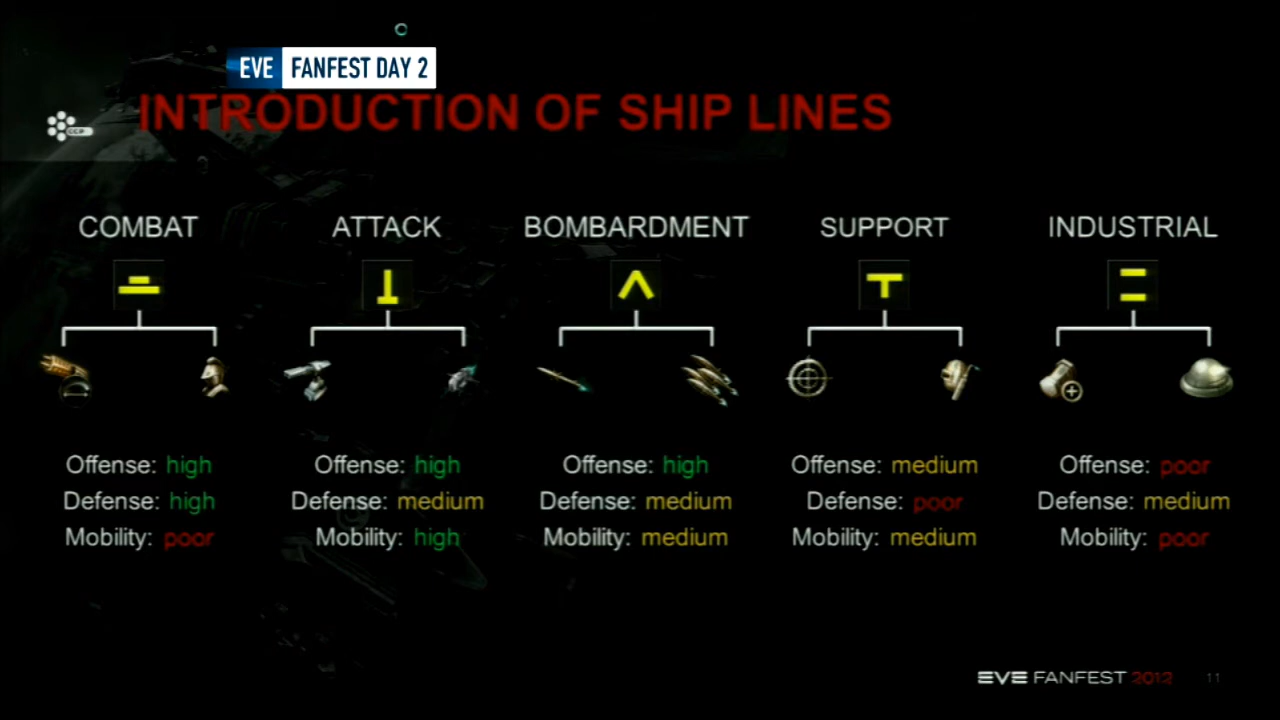 EVE FANFEST DAY 2
INTRODUCTION OF SHIP LINES
CCP
COMBAT
ATTACK
BOMBARDMENT
SUPPORT
INDUSTRIAL
Offense: high
Defense: high
Mobility: poor
Offense: high
Defense: medium
Mobility: high
Offense: high
Defense: medium
Mobility: medium
Offense: medium
Defense: poor
Mobility: medium
Offense: poor
Defense: medium
Mobility: poor
EVE FANFEST 2012 11